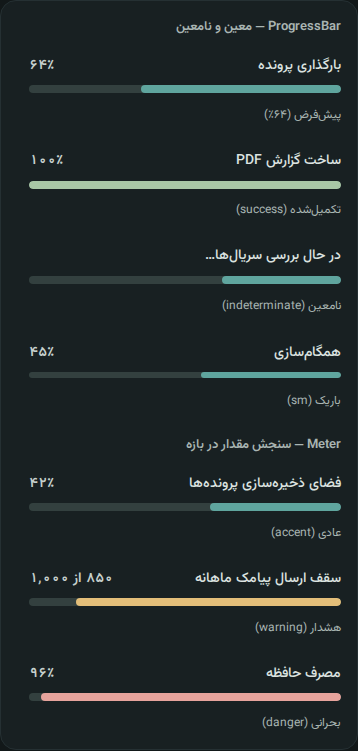 ProgressBar — معین و نامعین
بارگذاری پرونده ۶۴٪
پیش‌فرض (۶۴٪)
ساخت گزارش PDF ۱۰۰٪
تکمیل‌شده (success)
در حال بررسی سریال‌ها…
نامعین (indeterminate)
همگام‌سازی ۴۵٪
باریک (sm)
Meter — سنجش مقدار در بازه
فضای ذخیره‌سازی پرونده‌ها ۴۲٪
عادی (accent)
سقف ارسال پیامک ماهانه ۸۵۰ از ۱,۰۰۰
هشدار (warning)
مصرف حافظه ۹۶٪
بحرانی (danger)